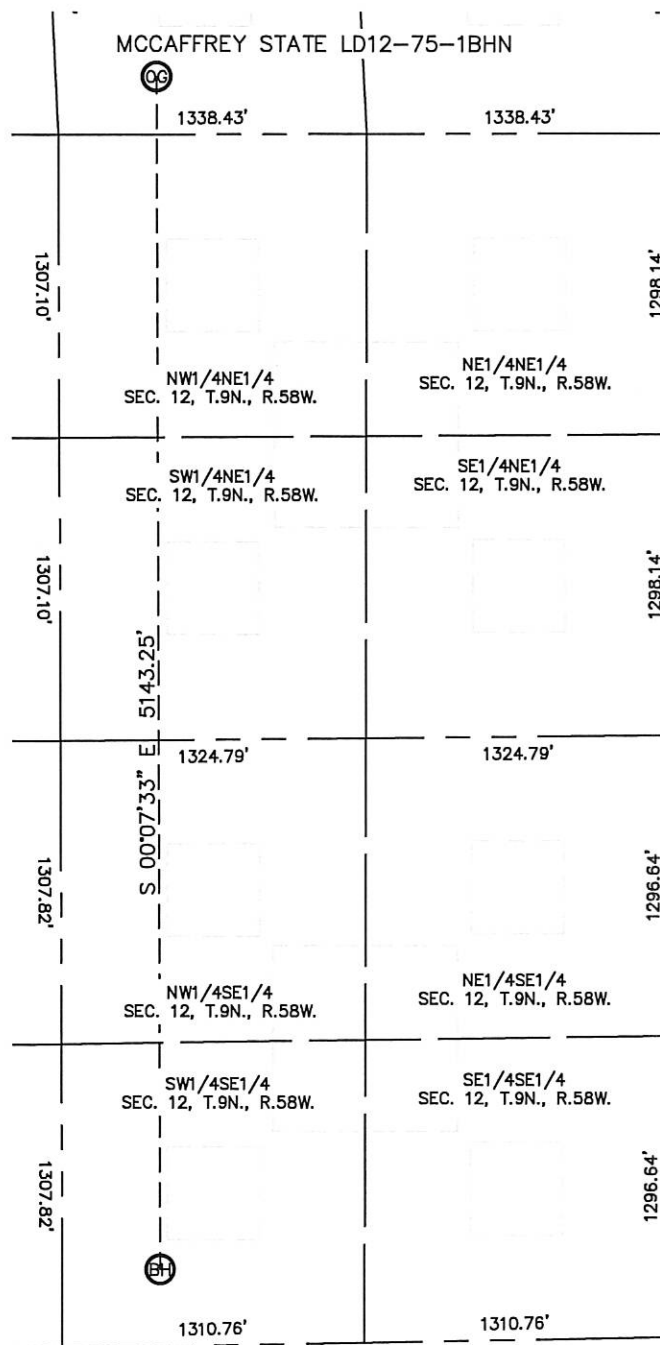 MCCAFFREY STATE LD12-75-1BHN
OG
1338.43'
1338.43'
1307.10'
1298.14'
NW1/4NE1/4
SEC. 12, T.9N., R.58W.
NE1/4NE1/4
SEC. 12, T.9N., R.58W.
SW1/4NE1/4
SEC. 12, T.9N., R.58W.
SE1/4NE1/4
SEC. 12, T.9N., R.58W.
1307.10'
1298.14'
S 00°07'33" E 5143.25'
1324.79'
1324.79'
1307.82'
1296.64'
NW1/4SE1/4
SEC. 12, T.9N., R.58W.
NE1/4SE1/4
SEC. 12, T.9N., R.58W.
SW1/4SE1/4
SEC. 12, T.9N., R.58W.
SE1/4SE1/4
SEC. 12, T.9N., R.58W.
1307.82'
1296.64'
BH
1310.76'
1310.76'